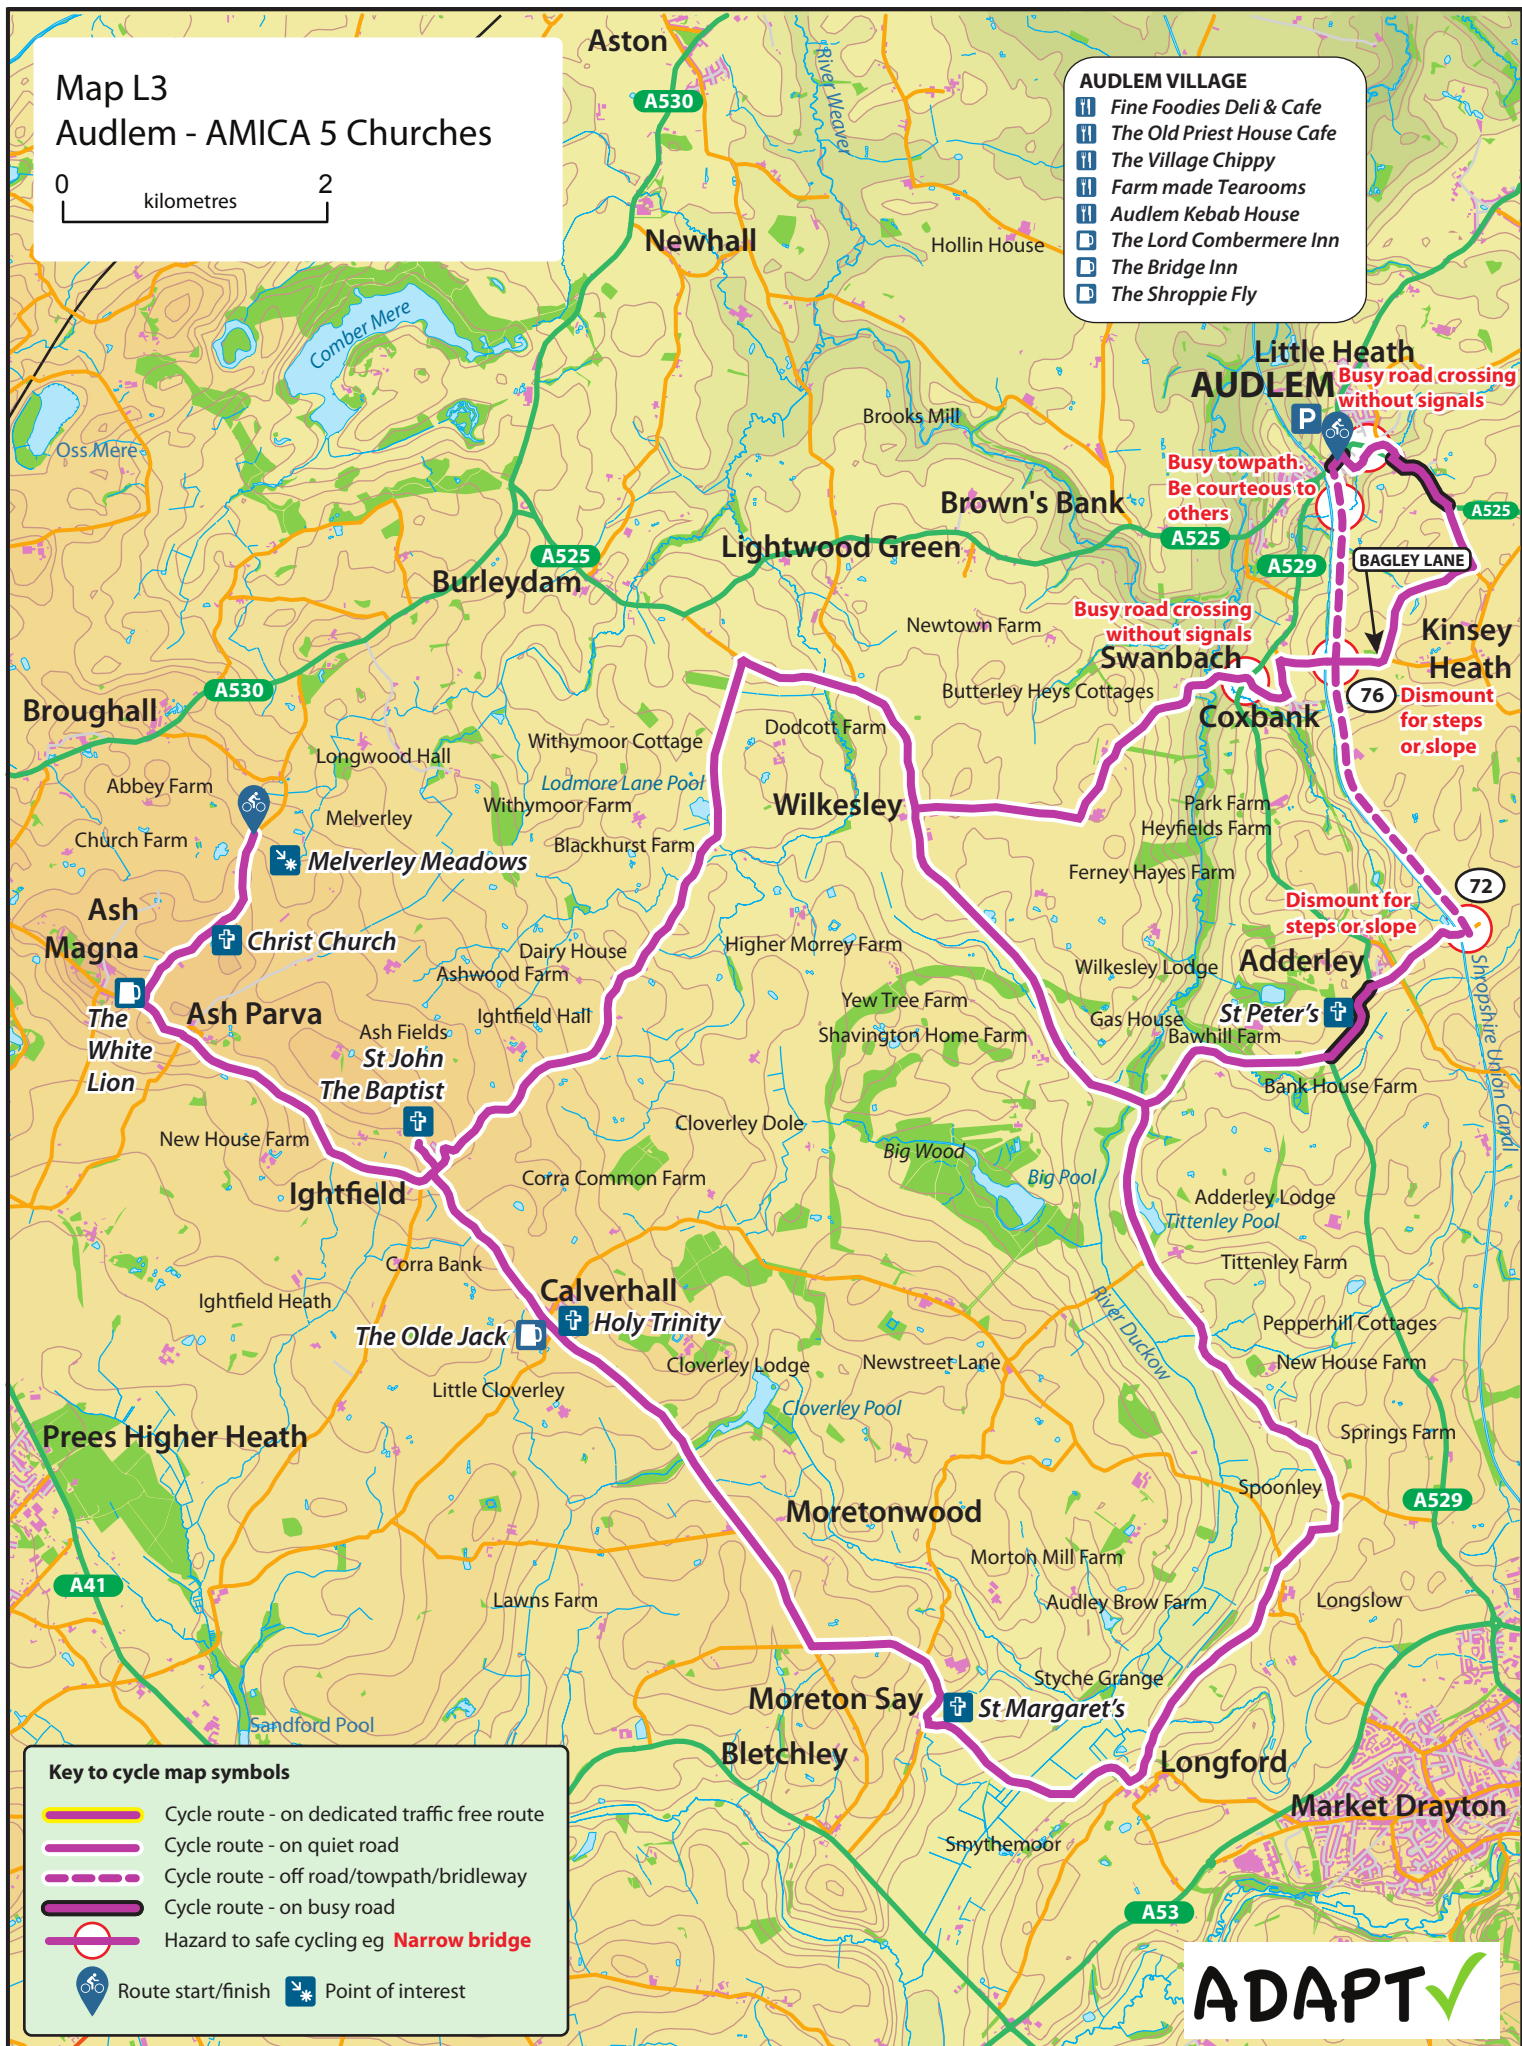 Map L3
Audlem - AMICA 5 Churches
0
2
kilometres
AUDLEM VILLAGE
Fine Foodies Deli & Cafe
The Old Priest House Cafe
The Village Chippy
Farm made Tearooms
Audlem Kebab House
The Lord Combermere Inn
The Bridge Inn
The Shroppie Fly
Aston
A530
River Weaver
Newhall
Hollin House
Comber Mere
Oss Mere
Little Heath
AUDLEM
P
Busy road crossing
without signals
Brooks Mill
Busy towpath.
Be courteous to
others
Brown's Bank
A525
A525
Lightwood Green
A525
Burleydam
A529
BAGLEY LANE
Busy road crossing
without signals
Newtown Farm
Swanbach
Kinsey
Heath
Butterley Heys Cottages
Coxbank
76
Dismount
for steps
or slope
A530
Broughall
Longwood Hall
Withymoor Cottage
Dodcott Farm
Abbey Farm
Lodmore Lane Pool
Withymoor Farm
Wilkesley
Park Farm
Melverley
Heyfields Farm
Church Farm
Blackhurst Farm
Melverley Meadows
Ferney Hayes Farm
72
Dismount for
steps or slope
Ash
Magna
Christ Church
Dairy House
Higher Morrey Farm
Ashwood Farm
Wilkesley Lodge
Adderley
Shropshire Union Canal
The
White
Lion
Ash Parva
Ightfield Hall
Yew Tree Farm
Gas House
St Peter's
Ash Fields
Shavington Home Farm
Bawhill Farm
St John
The Baptist
Bank House Farm
New House Farm
Cloverley Dole
Big Wood
Big Pool
Ightfield
Corra Common Farm
Adderley Lodge
Tittenley Pool
Corra Bank
Tittenley Farm
Ightfield Heath
Calverhall
Holy Trinity
River Duckow
Pepperhill Cottages
The Olde Jack
Cloverley Lodge
Newstreet Lane
New House Farm
Little Cloverley
Cloverley Pool
Prees Higher Heath
Springs Farm
Spoonley
A529
Moretonwood
Morton Mill Farm
A41
Lawns Farm
Audley Brow Farm
Longslow
Styche Grange
Moreton Say
St Margaret's
Sandford Pool
Bletchley
Longford
Market Drayton
Smythemoor
A53
Key to cycle map symbols
Cycle route - on dedicated traffic free route
Cycle route - on quiet road
Cycle route - off road/towpath/bridleway
Cycle route - on busy road
Hazard to safe cycling eg Narrow bridge
Route start/finish
Point of interest
ADAPT